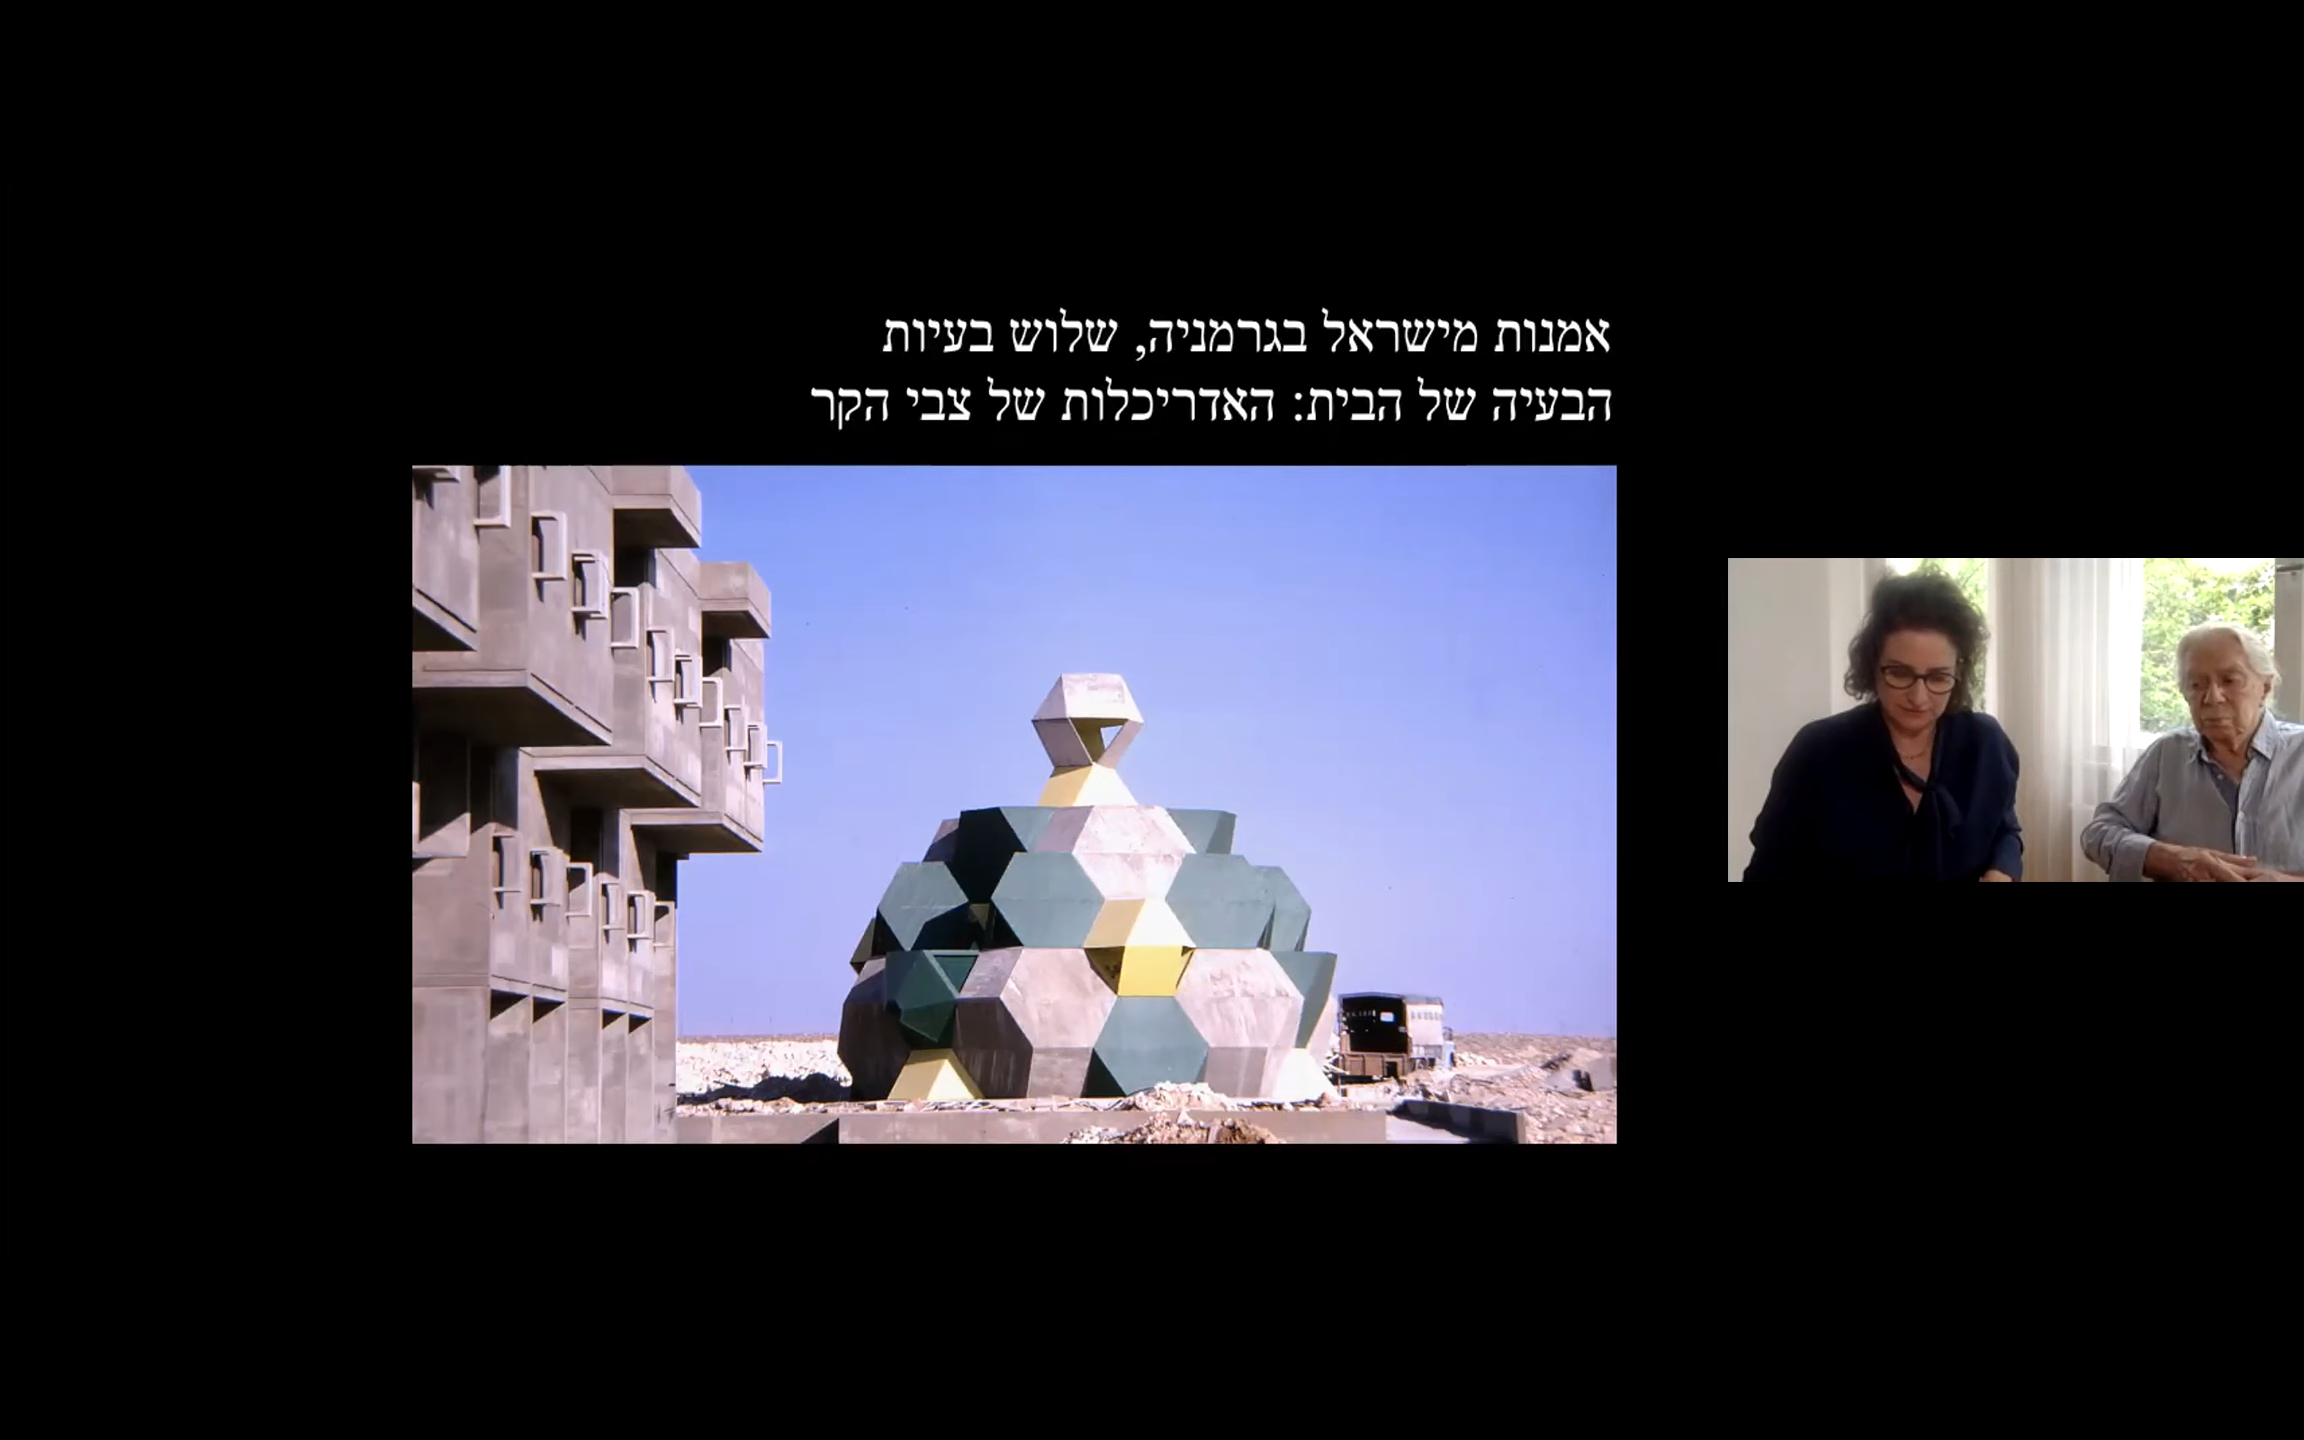 אמנות מישראל בגרמניה, שלוש בעיות
הבעיה של הבית: האדריכלות של צבי הקר